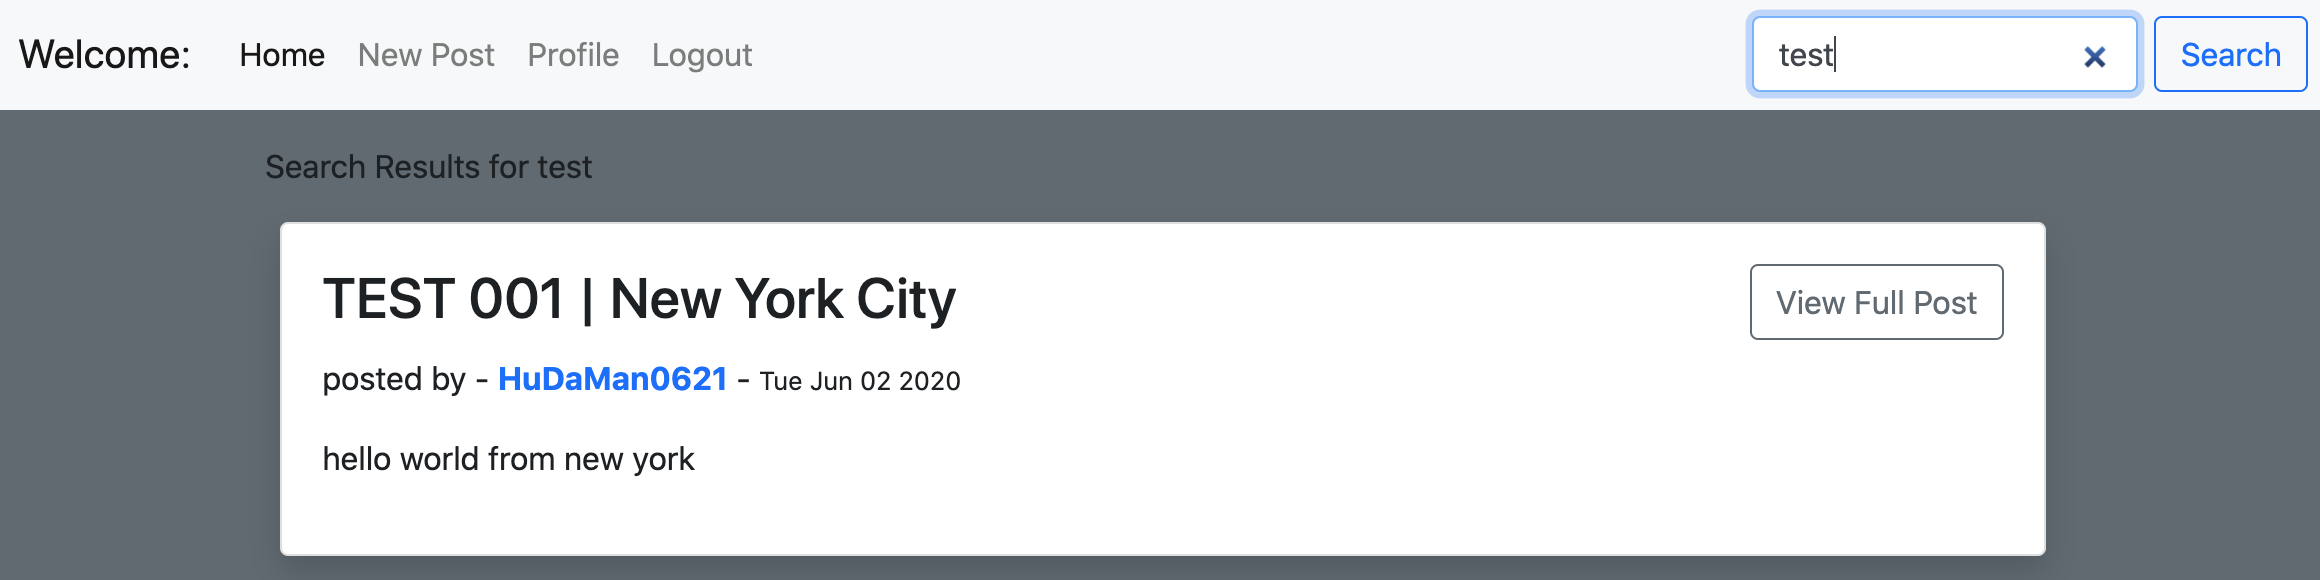 Welcome: Home New Post Profile Logout test Search
Search Results for test
TEST 001 | New York City View Full Post
posted by - HuDaMan0621 - Tue Jun 02 2020
hello world from new york